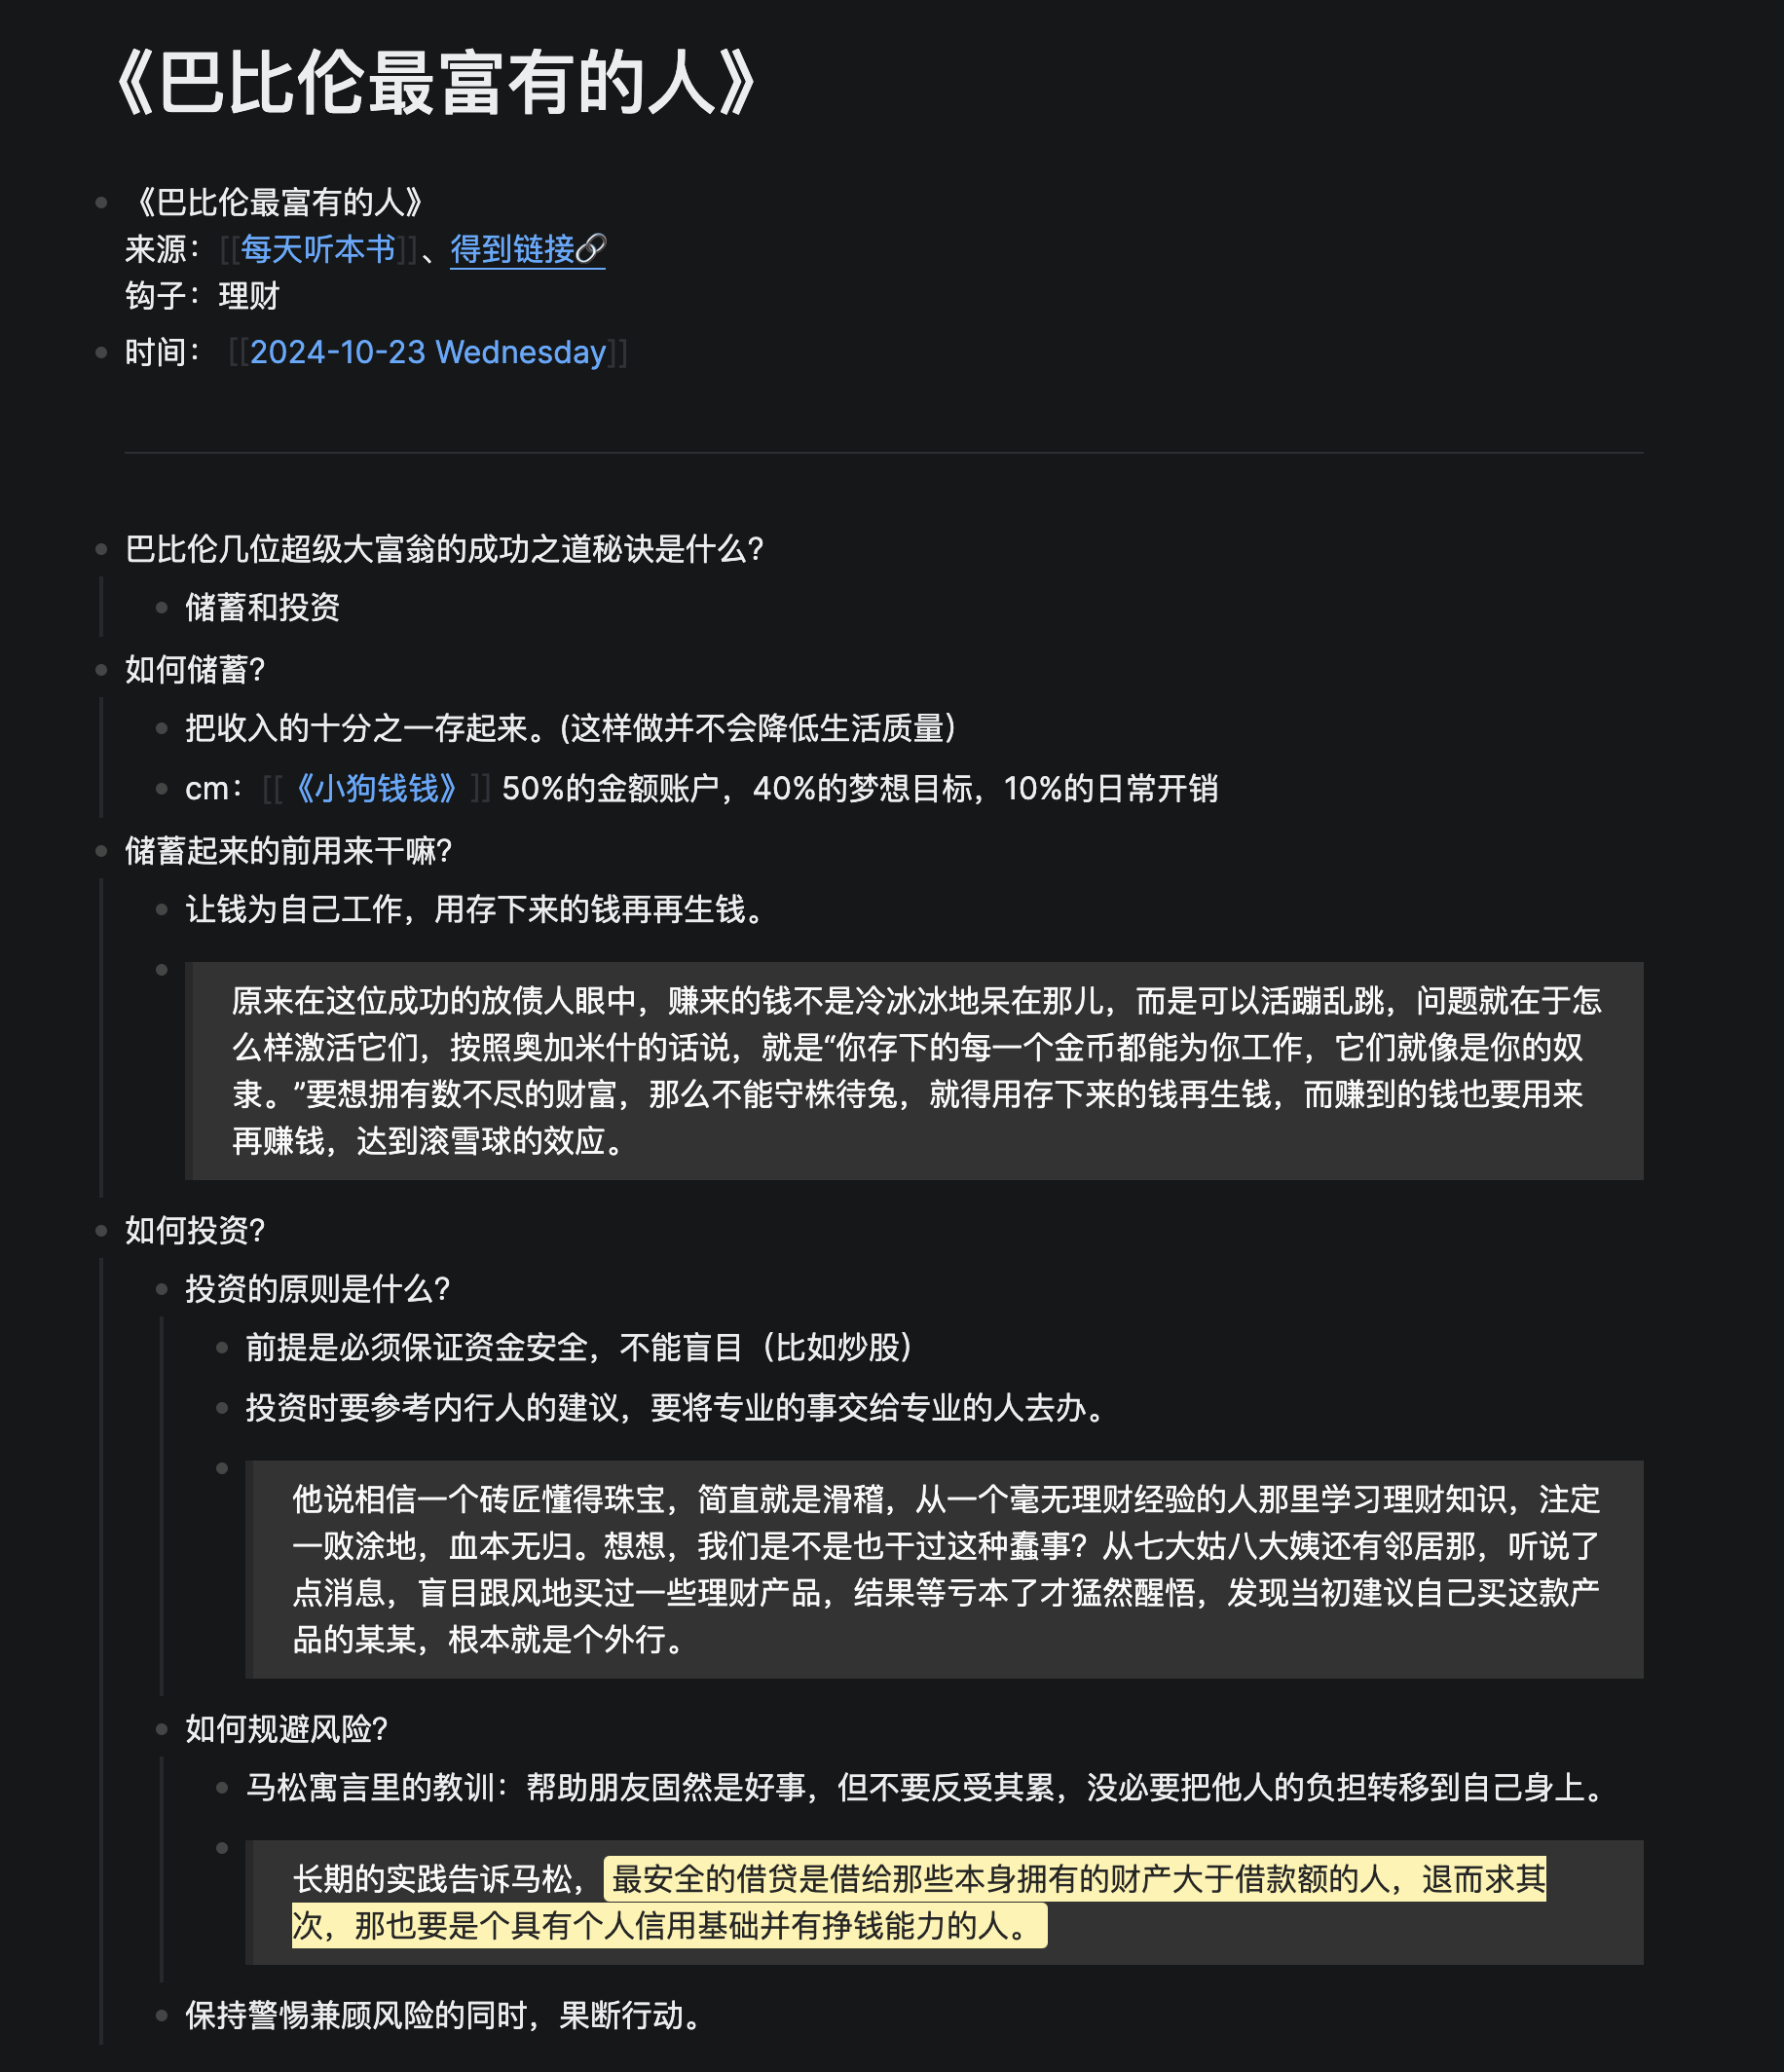 《巴比伦最富有的人》
《巴比伦最富有的人》
来源：[[每天听本书]]、得到链接🔗
钩子：理财
时间： [[2024-10-23 Wednesday]]
巴比伦几位超级大富翁的成功之道秘诀是什么？
储蓄和投资
如何储蓄？
把收入的十分之一存起来。(这样做并不会降低生活质量）
cm：[[《小狗钱钱》]] 50%的金额账户，40%的梦想目标，10%的日常开销
储蓄起来的前用来干嘛？
让钱为自己工作，用存下来的钱再再生钱。
原来在这位成功的放债人眼中，赚来的钱不是冷冰冰地呆在那儿，而是可以活蹦乱跳，问题就在于怎
么样激活它们，按照奥加米什的话说，就是“你存下的每一个金币都能为你工作，它们就像是你的奴
隶。”要想拥有数不尽的财富，那么不能守株待兔，就得用存下来的钱再生钱，而赚到的钱也要用来
再赚钱，达到滚雪球的效应。
如何投资？
投资的原则是什么？
前提是必须保证资金安全，不能盲目（比如炒股）
投资时要参考内行人的建议，要将专业的事交给专业的人去办。
他说相信一个砖匠懂得珠宝，简直就是滑稽，从一个毫无理财经验的人那里学习理财知识，注定
一败涂地，血本无归。想想，我们是不是也干过这种蠢事？从七大姑八大姨还有邻居那，听说了
点消息，盲目跟风地买过一些理财产品，结果等亏本了才猛然醒悟，发现当初建议自己买这款产
品的某某，根本就是个外行。
如何规避风险？
马松寓言里的教训：帮助朋友固然是好事，但不要反受其累，没必要把他人的负担转移到自己身上。
长期的实践告诉马松，最安全的借贷是借给那些本身拥有的财产大于借款额的人，退而求其
次，那也要是个具有个人信用基础并有挣钱能力的人。
保持警惕兼顾风险的同时，果断行动。